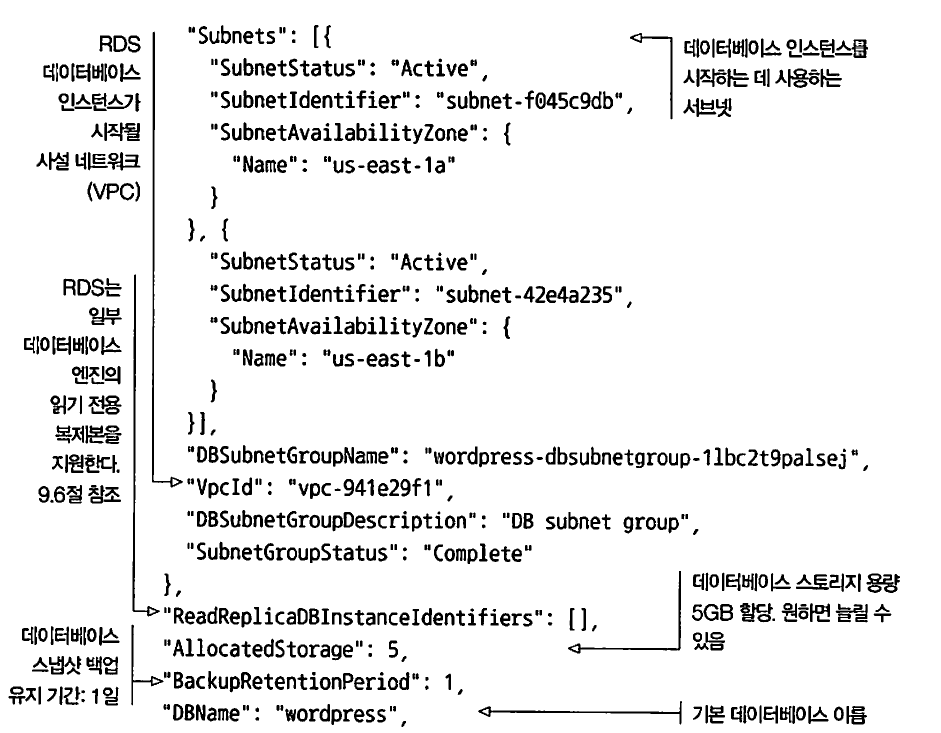 "Subnets": [{
"SubnetStatus": "Active",
"SubnetIdentifier": "subnet-f045c9db",
"SubnetAvailabilityZone": {
"Name": "us-east-1a"
}
}, {
"SubnetStatus": "Active",
"SubnetIdentifier": "subnet-42e4a235",
"SubnetAvailabilityZone": {
"Name": "us-east-1b"
}
}],
"DBSubnetGroupName": "wordpress-dbsubnetgroup-1lbc2t9palsej",
"VpcId": "vpc-941e29f1",
"DBSubnetGroupDescription": "DB subnet group",
"SubnetGroupStatus": "Complete"
},
"ReadReplicaDBInstanceIdentifiers": [],
"AllocatedStorage": 5,
"BackupRetentionPeriod": 1,
"DBName": "wordpress",
RDS
데이터베이스
인스턴스가
시작될
사설 네트워크
(VPC)
데이터베이스 인스턴스를
시작하는 데 사용하는
서브넷
RDS는
일부
데이터베이스
엔진의
읽기 전용
복제본을
지원한다.
9.6절 참조
데이터베이스 스토리지 용량
5GB 할당. 원하면 늘릴 수
있음
데이터베이스
스냅샷 백업
유지 기간: 1일
기본 데이터베이스 이름